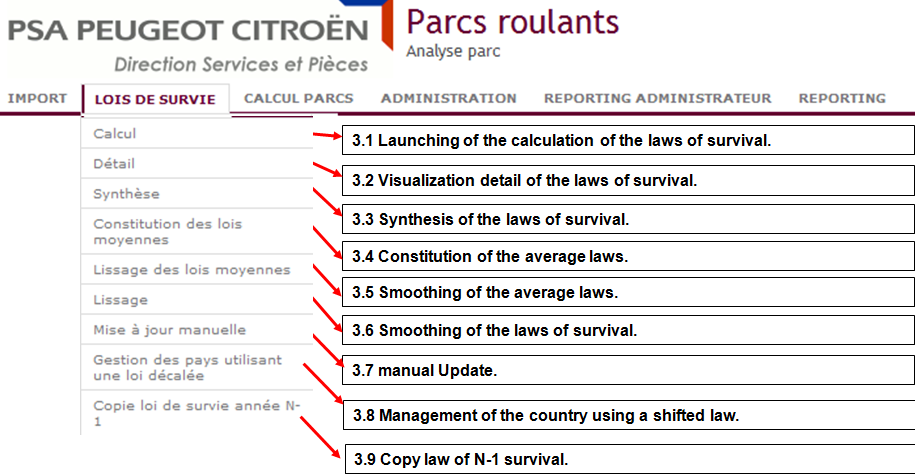 PSA PEUGEOT CITROËN
Direction Services et Pièces
Parcs roulants
Analyse parc
IMPORT LOIS DE SURVIE CALCUL PARCS ADMINISTRATION REPORTING ADMINISTRATEUR REPORTING
Calcul
Détail
Synthèse
Constitution des lois
moyennes
Lissage des lois moyennes
Lissage
Mise à jour manuelle
Gestion des pays utilisant
une loi décalée
Copie loi de survie année N-
1
3.1 Launching of the calculation of the laws of survival.
3.2 Visualization detail of the laws of survival.
3.3 Synthesis of the laws of survival.
3.4 Constitution of the average laws.
3.5 Smoothing of the average laws.
3.6 Smoothing of the laws of survival.
3.7 manual Update.
3.8 Management of the country using a shifted law.
3.9 Copy law of N-1 survival.